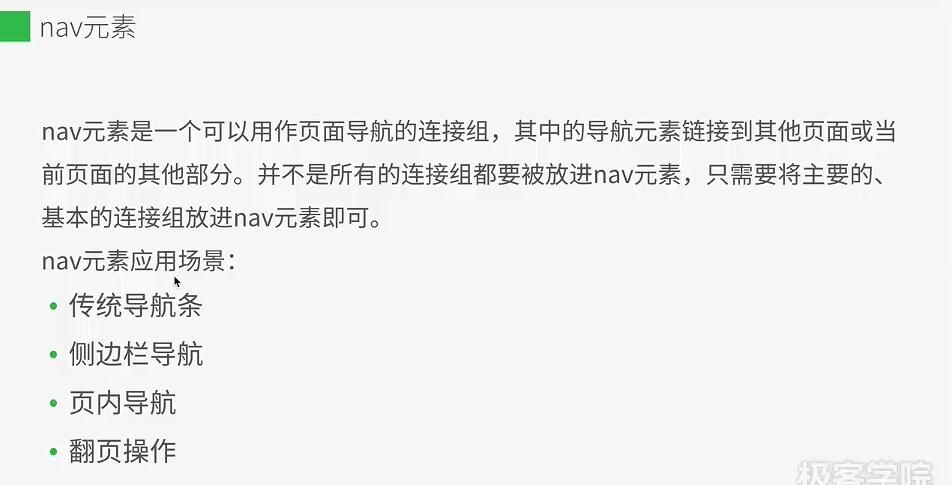 nav元素
nav元素是一个可以用作页面导航的连接组，其中的导航元素链接到其他页面或当
前页面的其他部分。并不是所有的连接组都要被放进nav元素，只需要将主要的、
基本的连接组放进nav元素即可。
nav元素应用场景：
• 传统导航条
• 侧边栏导航
• 页内导航
• 翻页操作
极客学院